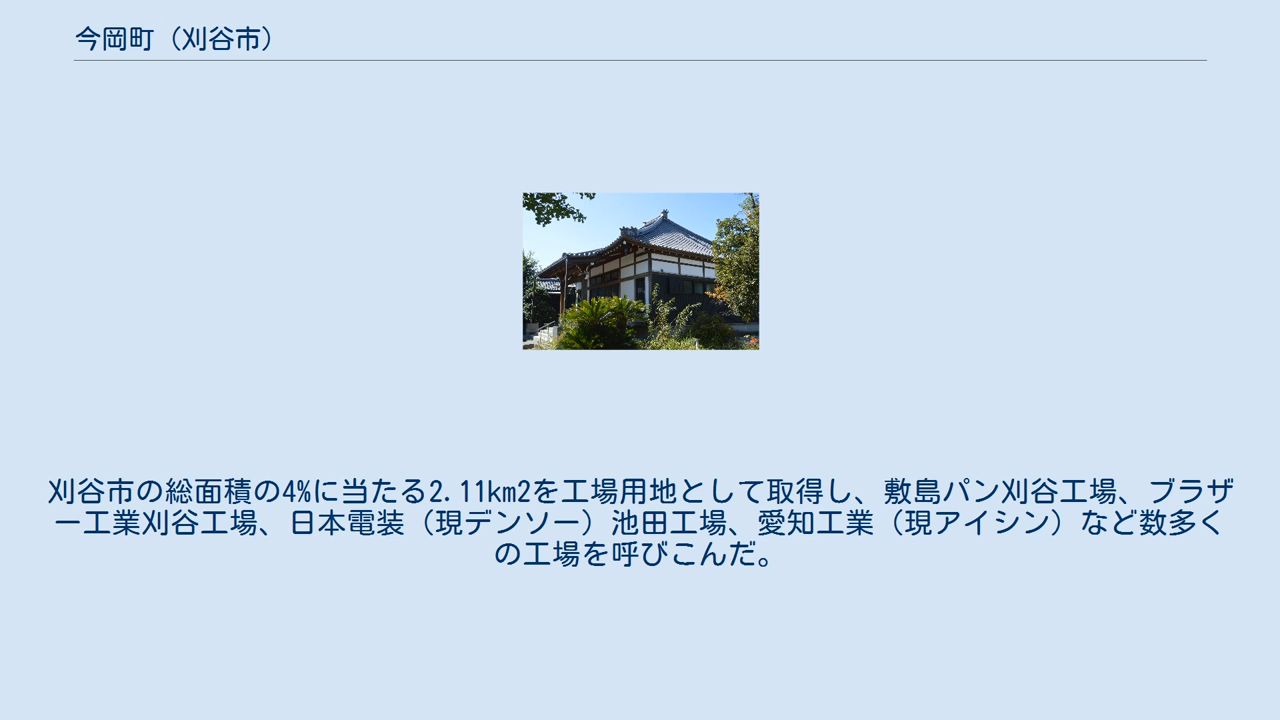 今岡町（刈谷市）
刈谷市の総面積の4%に当たる2.11km2を工場用地として取得し、敷島パン刈谷工場、ブラザ
ー工業刈谷工場、日本電装（現デンソー）池田工場、愛知工業（現アイシン）など数多く
の工場を呼びこんだ。